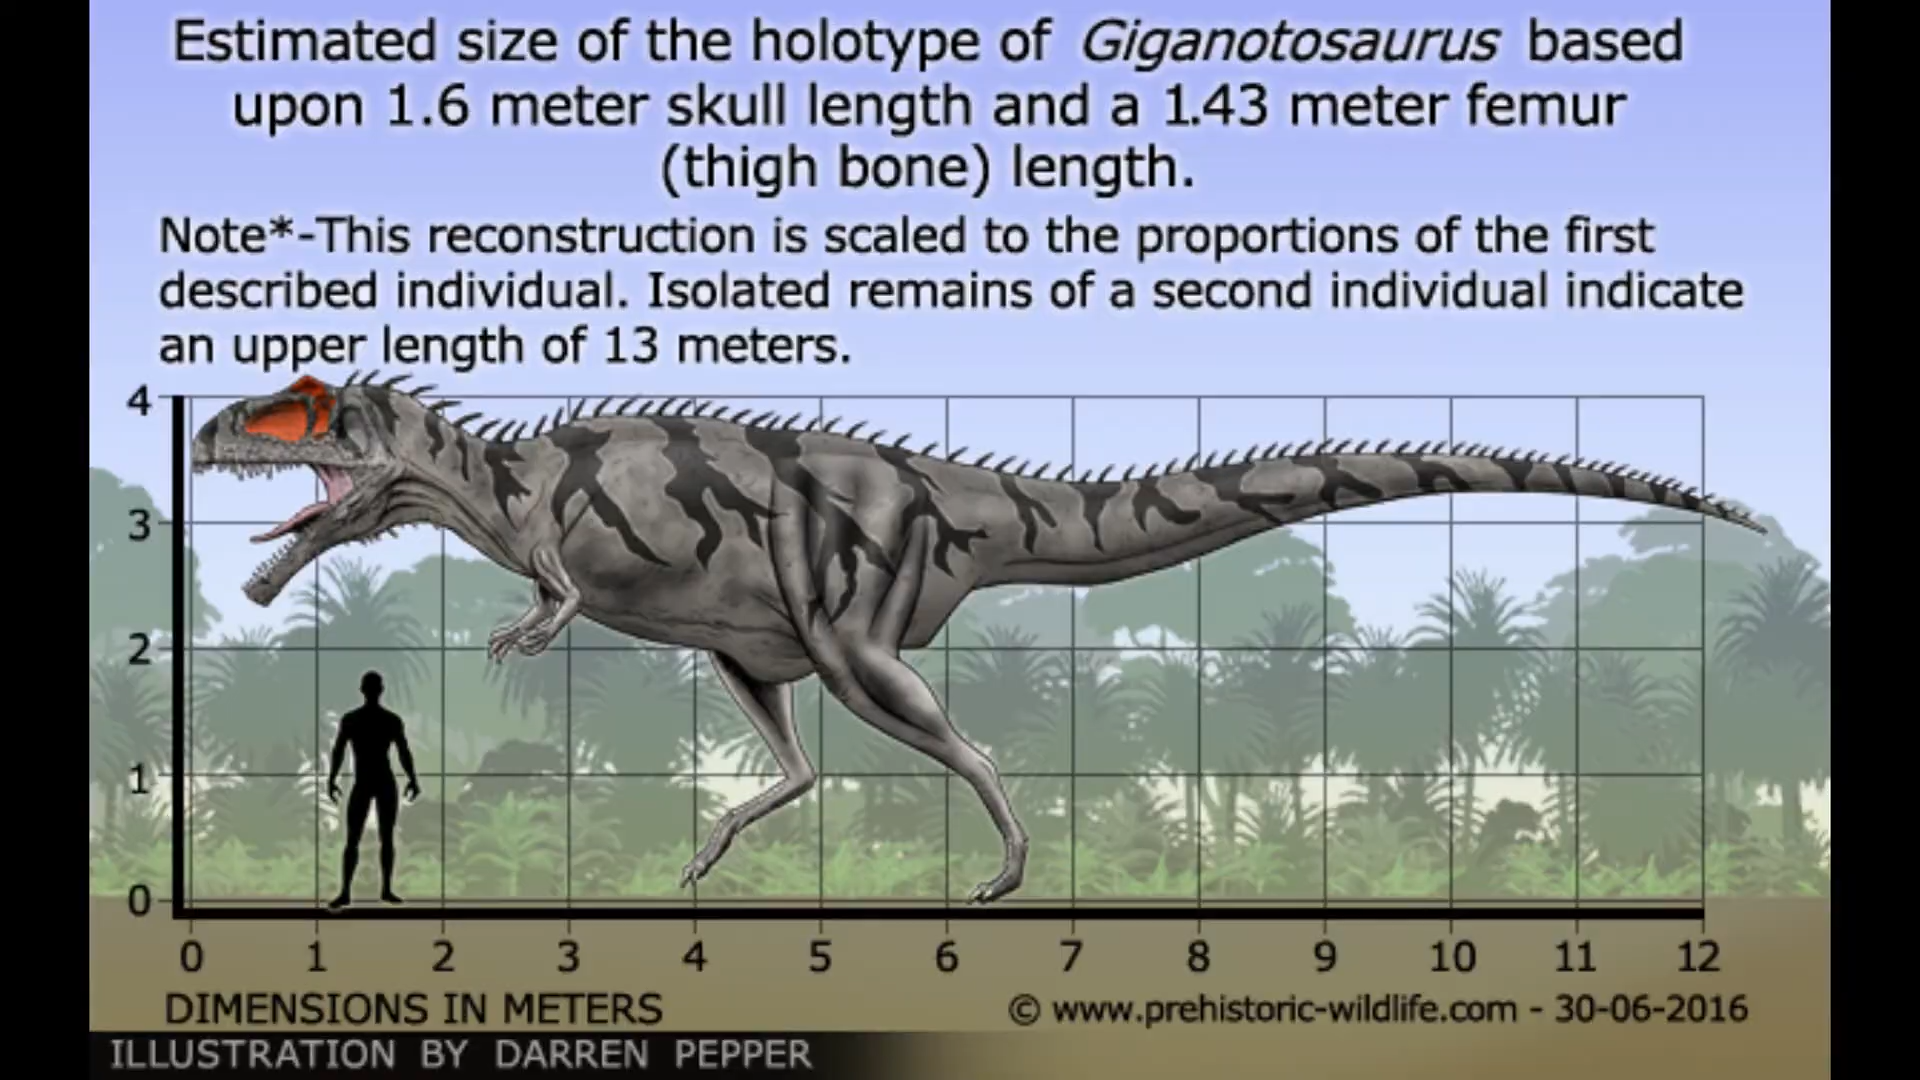 Estimated size of the holotype of Giganotosaurus based
upon 1.6 meter skull length and a 1.43 meter femur
(thigh bone) length.
Note*-This reconstruction is scaled to the proportions of the first
described individual. Isolated remains of a second individual indicate
an upper length of 13 meters.
4
3
2
1
0
0 1 2 3 4 5 6 7 8 9 10 11 12
DIMENSIONS IN METERS
© www.prehistoric-wildlife.com - 30-06-2016
ILLUSTRATION BY DARREN PEPPER